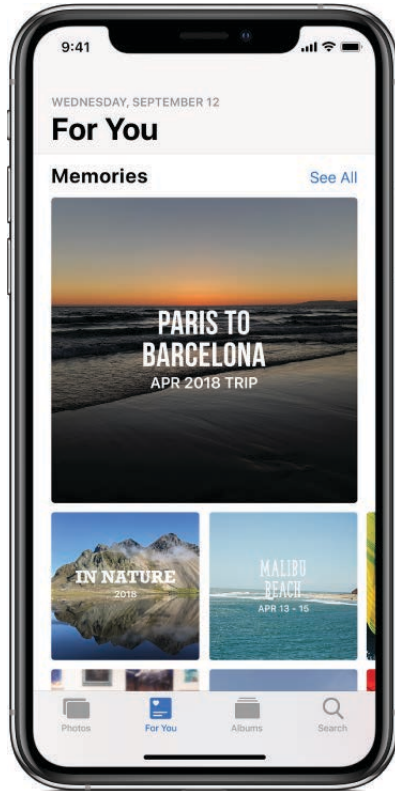 9:41
WEDNESDAY, SEPTEMBER 12
For You
Memories
See All
PARIS TO
BARCELONA
APR 2018 TRIP
IN NATURE
2018
MALIBU
BEACH
APR 13 - 15
Photos
For You
Albums
Search